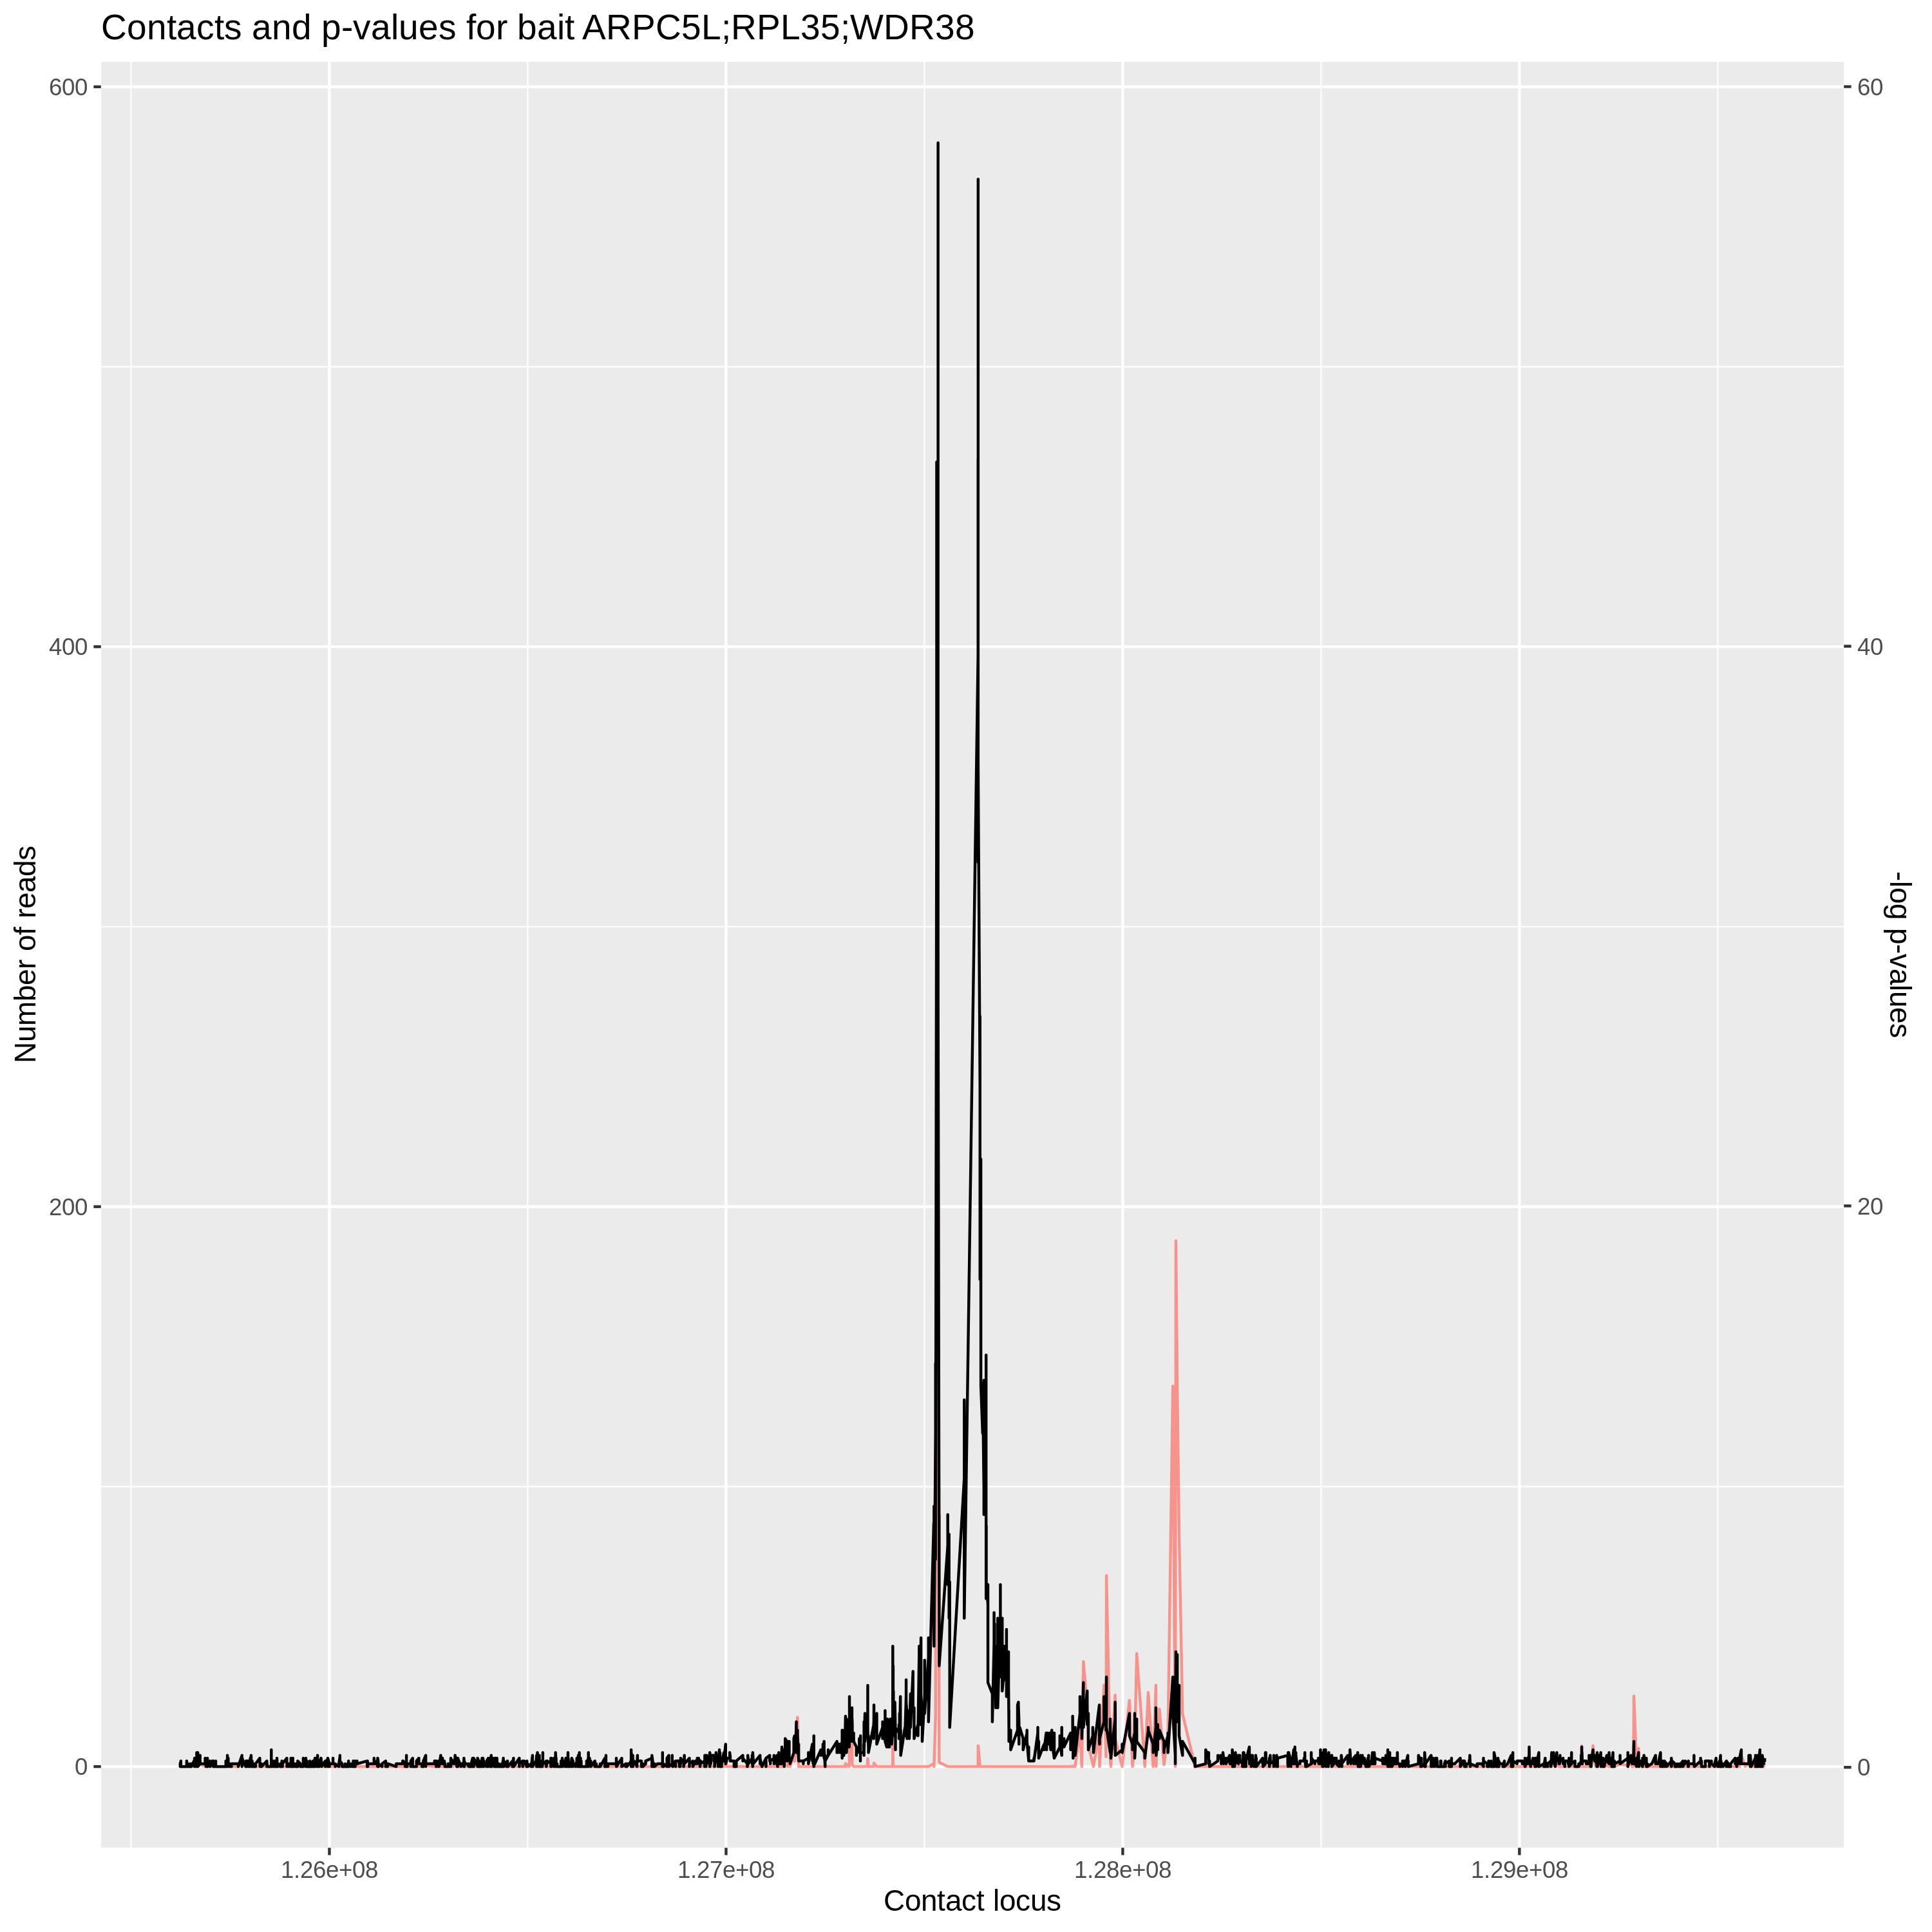 Contacts and p-values for bait ARPC5L;RPL35;WDR38
600
400
200
0
Number of reads
60
40
20
0
-log p-values
1.26e+08 1.27e+08 1.28e+08 1.29e+08
Contact locus